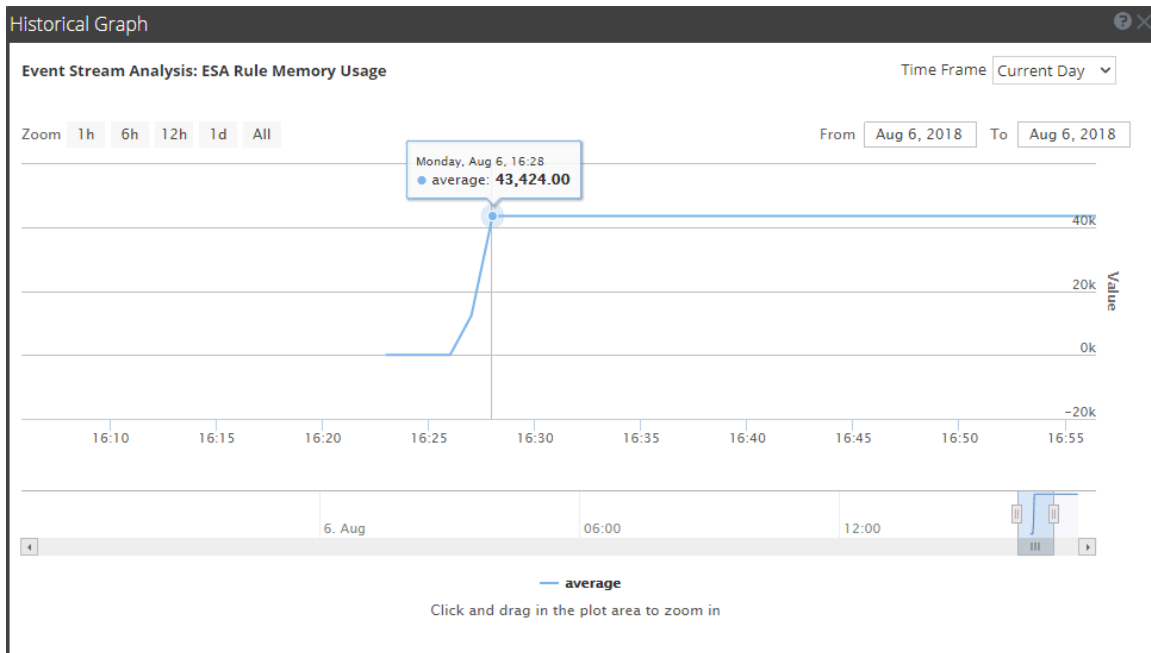 Historical Graph
Event Stream Analysis: ESA Rule Memory Usage
Time Frame Current Day
Zoom 1h 6h 12h 1d All
From Aug 6, 2018 To Aug 6, 2018
Monday, Aug 6, 16:28
average: 43,424.00
40k
20k
Value
0k
-20k
16:10 16:15 16:20 16:25 16:30 16:35 16:40 16:45 16:50 16:55
6. Aug 06:00 12:00
average
Click and drag in the plot area to zoom in